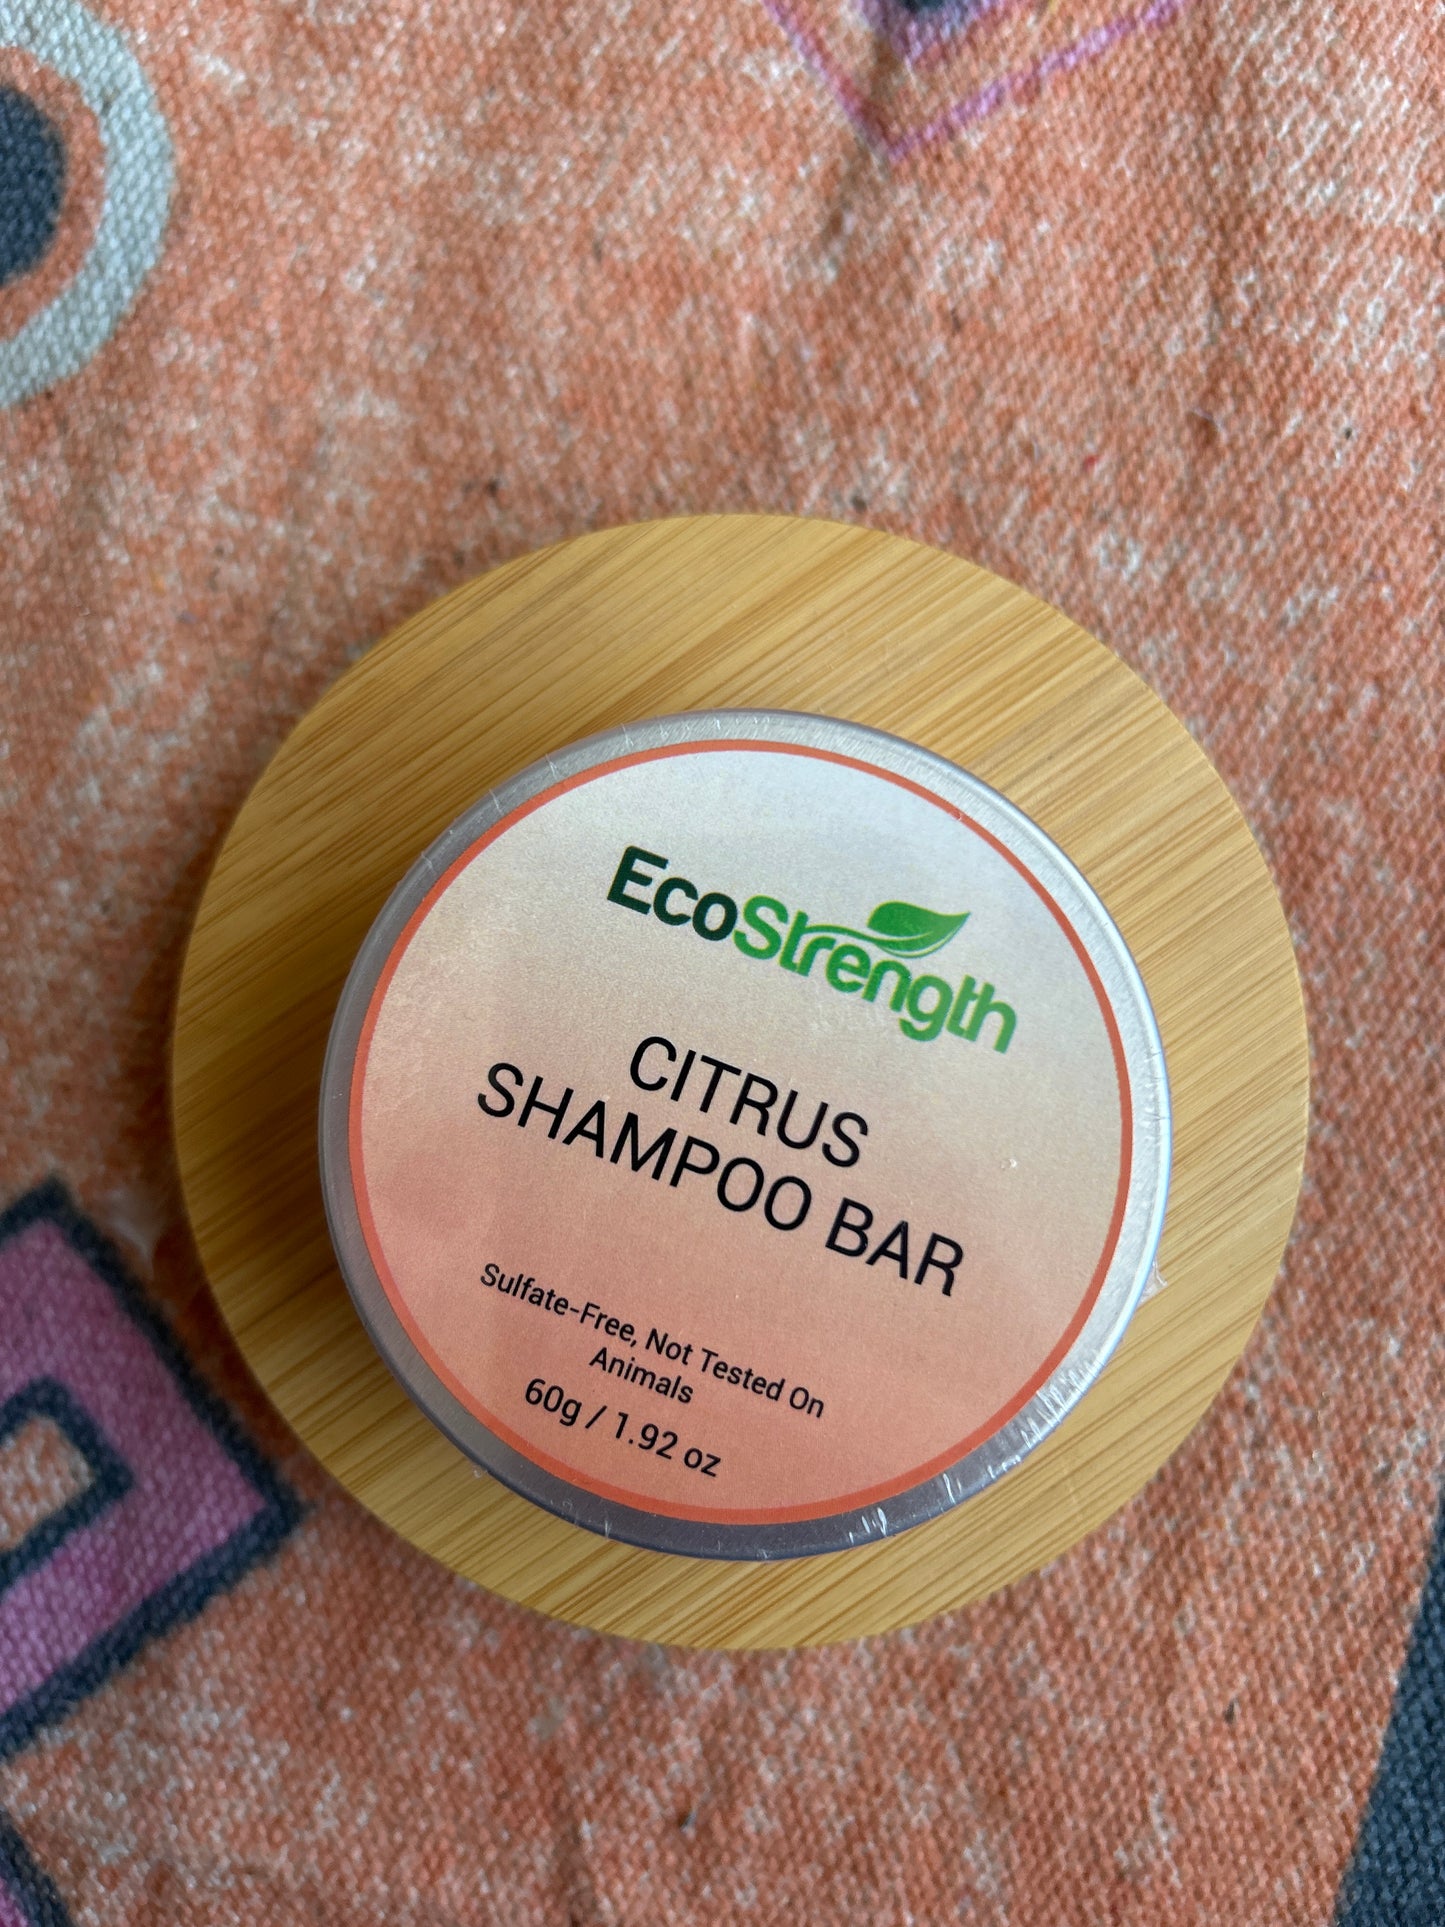 EcoStrength
CITRUS
SHAMPOO BAR
Sulfate-Free, Not Tested On
Animals
60g / 1.92 oz